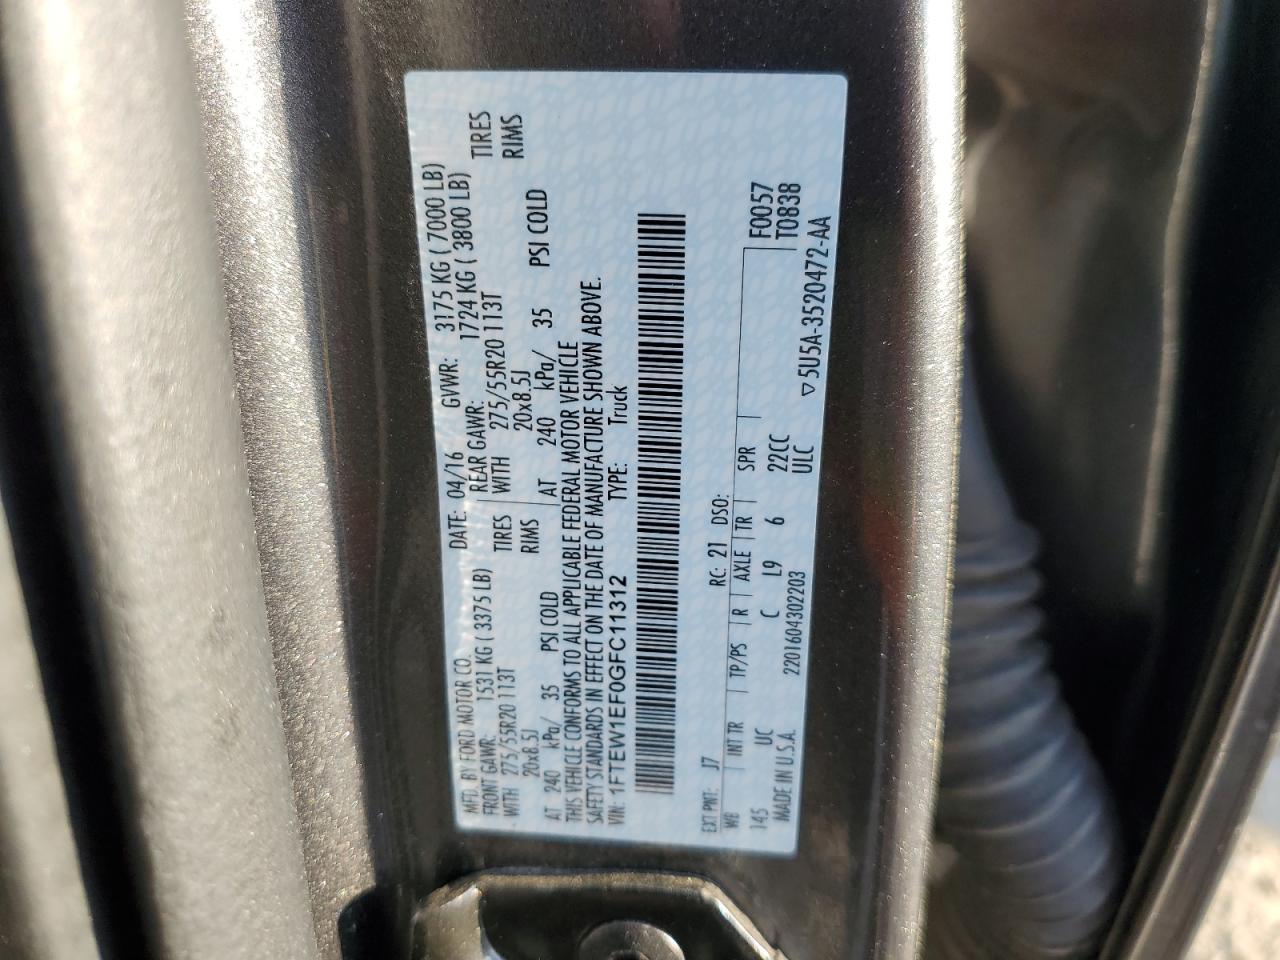 MFD. BY FORD MOTOR CO.
DATE: 04/16 GVWR: 3175 KG ( 7000 LB)
FRONT GAWR: 1531 KG ( 3375 LB) REAR GAWR: 1724 KG ( 3800 LB)
WITH 275/55R20 113T TIRES WITH 275/55R20 113T TIRES
20x8.5J RIMS 20x8.5J RIMS
AT 240 kPa/ 35 PSI COLD AT 240 kPa/ 35 PSI COLD
THIS VEHICLE CONFORMS TO ALL APPLICABLE FEDERAL MOTOR VEHICLE
SAFETY STANDARDS IN EFFECT ON THE DATE OF MANUFACTURE SHOWN ABOVE.
VIN: 1FTEW1EF0GFC11312 TYPE: Truck
EXT PNT: J7 RC: 21 DSO:
WB INT TR TP/PS R AXLE TR SPR F0057
145 UC C L9 6 22CC T0838
MADE IN U.S.A. 2201604302203 ULC ▽5U5A-3520472-AA